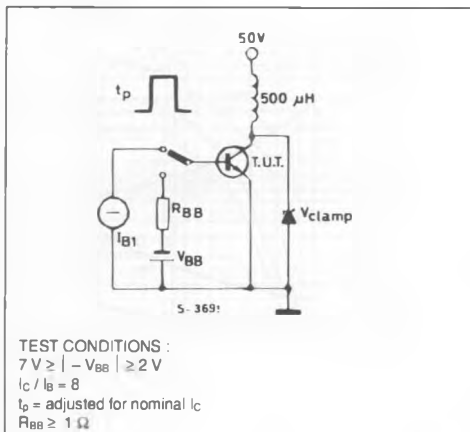 50V
tp
500 μH
T.U.T.
RBB
Vclamp
IB1
VBB
TEST CONDITIONS :
7 V ≥ | – VBB | ≥ 2 V
IC / IB = 8
tp = adjusted for nominal IC
RBB ≥ 1 Ω